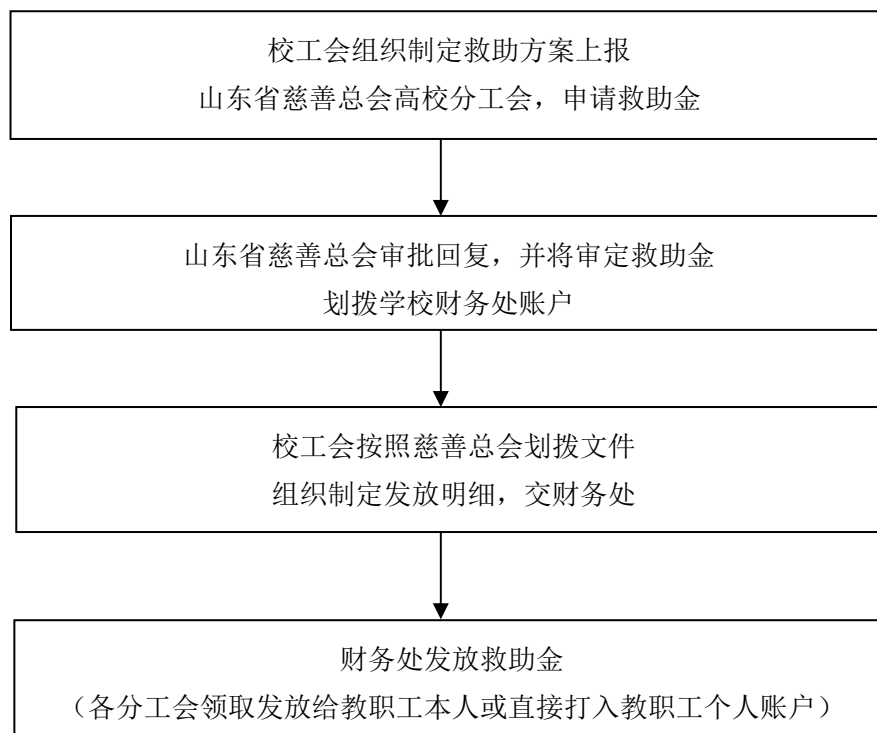 校工会组织制定救助方案上报
山东省慈善总会高校分工会，申请救助金
山东省慈善总会审批回复，并将审定救助金
划拨学校财务处账户
校工会按照慈善总会划拨文件
组织制定发放明细，交财务处
财务处发放救助金
（各分工会领取发放给教职工本人或直接打入教职工个人账户）